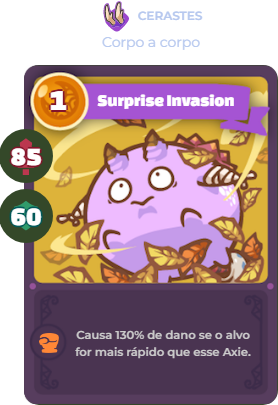 CERASTES
Corpo a corpo
1
Surprise Invasion
85
60
Causa 130% de dano se o alvo
for mais rápido que esse Axie.